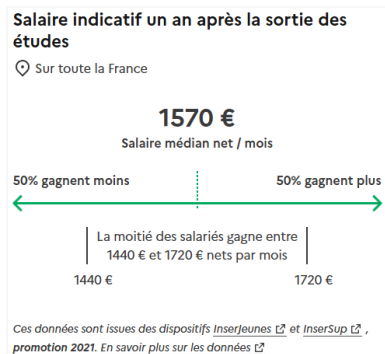 Salaire indicatif un an après la sortie des
études
Sur toute la France
1570 €
Salaire médian net / mois
50% gagnent moins 50% gagnent plus
La moitié des salariés gagne entre
1440 € et 1720 € nets par mois
1440 € 1720 €
Ces données sont issues des dispositifs InserJeunes et InserSup ,
promotion 2021. En savoir plus sur les données